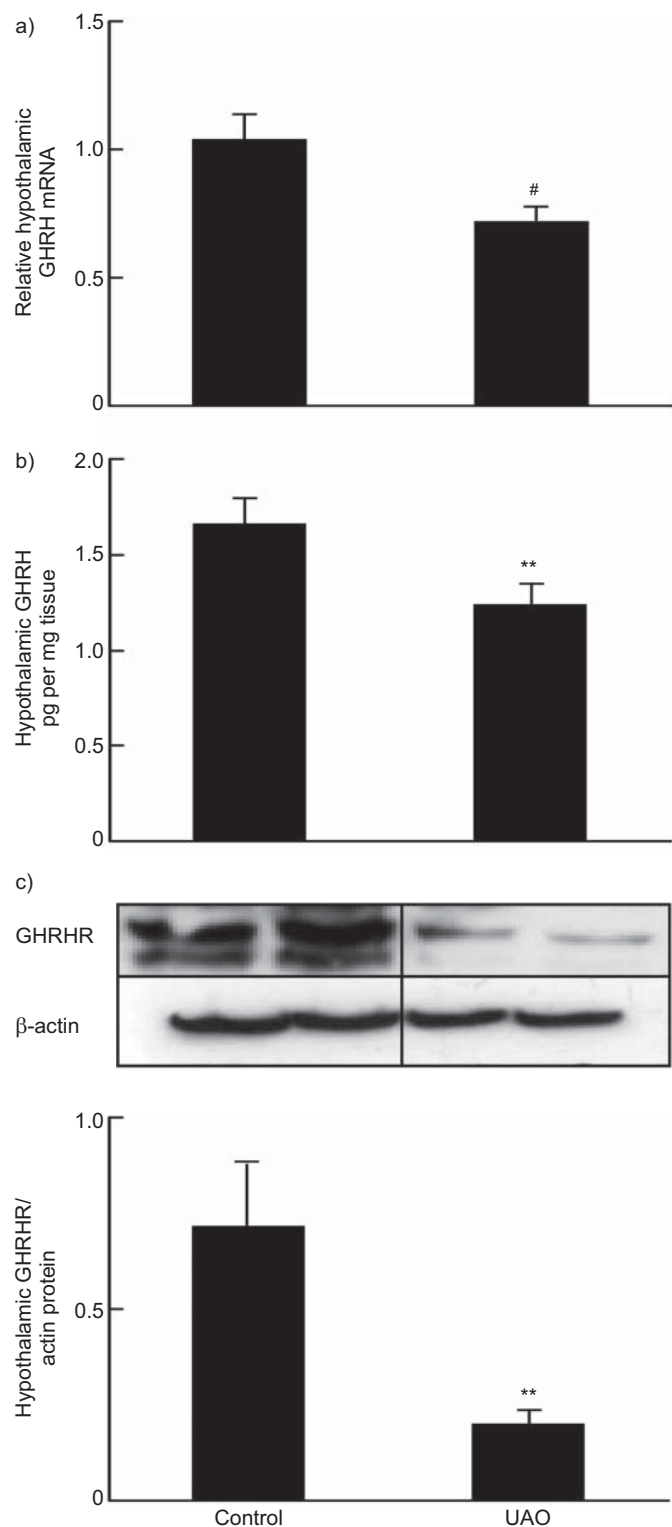 a)
1.5
1.0
0.5
0
Relative hypothalamic
GHRH mRNA
#
b)
2.0
1.5
1.0
0.5
0
Hypothalamic GHRH
pg per mg tissue
**
c)
GHRHR
β-actin
1.0
0.5
0
Hypothalamic GHRHR/
actin protein
**
Control UAO